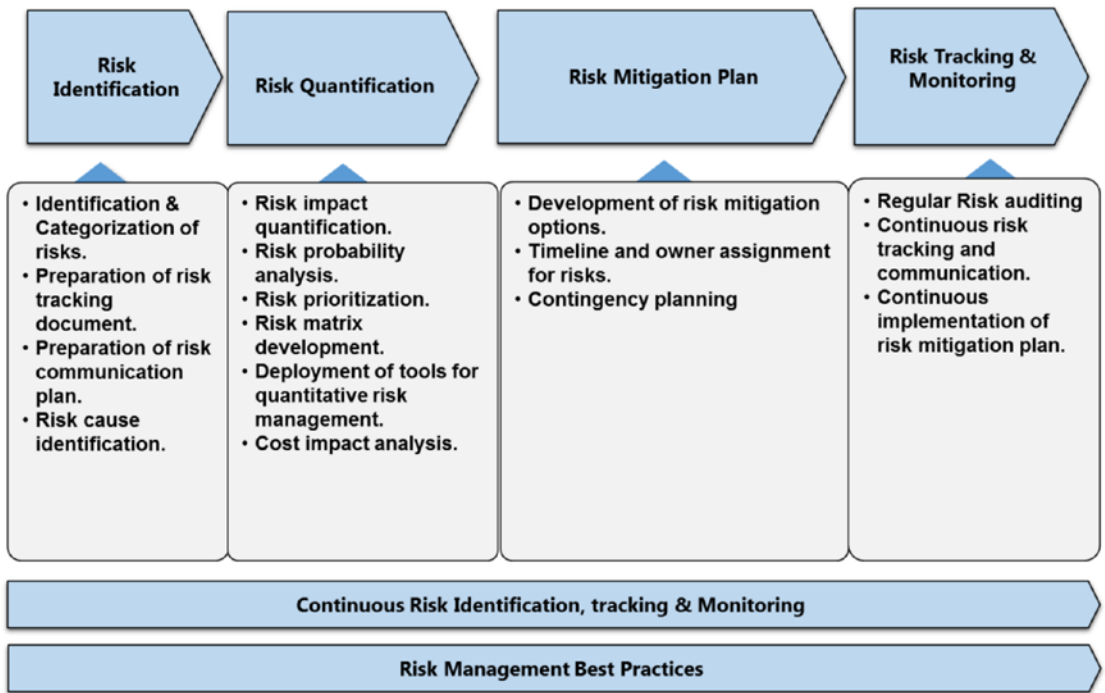 Risk
Identification
Risk Quantification
Risk Mitigation Plan
Risk Tracking &
Monitoring
• Identification &
Categorization of
risks.
• Preparation of risk
tracking
document.
• Preparation of risk
communication
plan.
• Risk cause
identification.
• Risk impact
quantification.
• Risk probability
analysis.
• Risk prioritization.
• Risk matrix
development.
• Deployment of tools for
quantitative risk
management.
• Cost impact analysis.
• Development of risk mitigation
options.
• Timeline and owner assignment
for risks.
• Contingency planning
• Regular Risk auditing
• Continuous risk
tracking and
communication.
• Continuous
implementation of
risk mitigation plan.
Continuous Risk Identification, tracking & Monitoring
Risk Management Best Practices